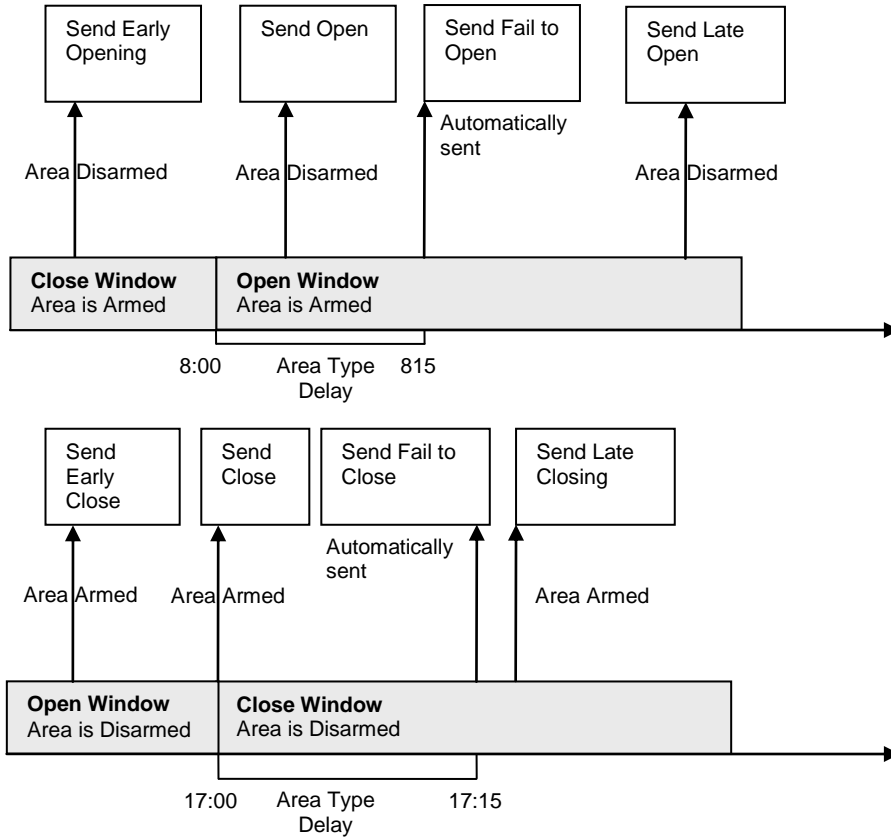 Send Early
Opening
Send Open
Send Fail to
Open
Send Late
Open
Automatically
sent
Area Disarmed
Area Disarmed
Area Disarmed
Close Window
Area is Armed
Open Window
Area is Armed
8:00
Area Type
Delay
815
Send
Early
Close
Send
Close
Send Fail to
Close
Send Late
Closing
Automatically
sent
Area Armed
Area Armed
Area Armed
Open Window
Area is Disarmed
Close Window
Area is Disarmed
17:00
Area Type
Delay
17:15